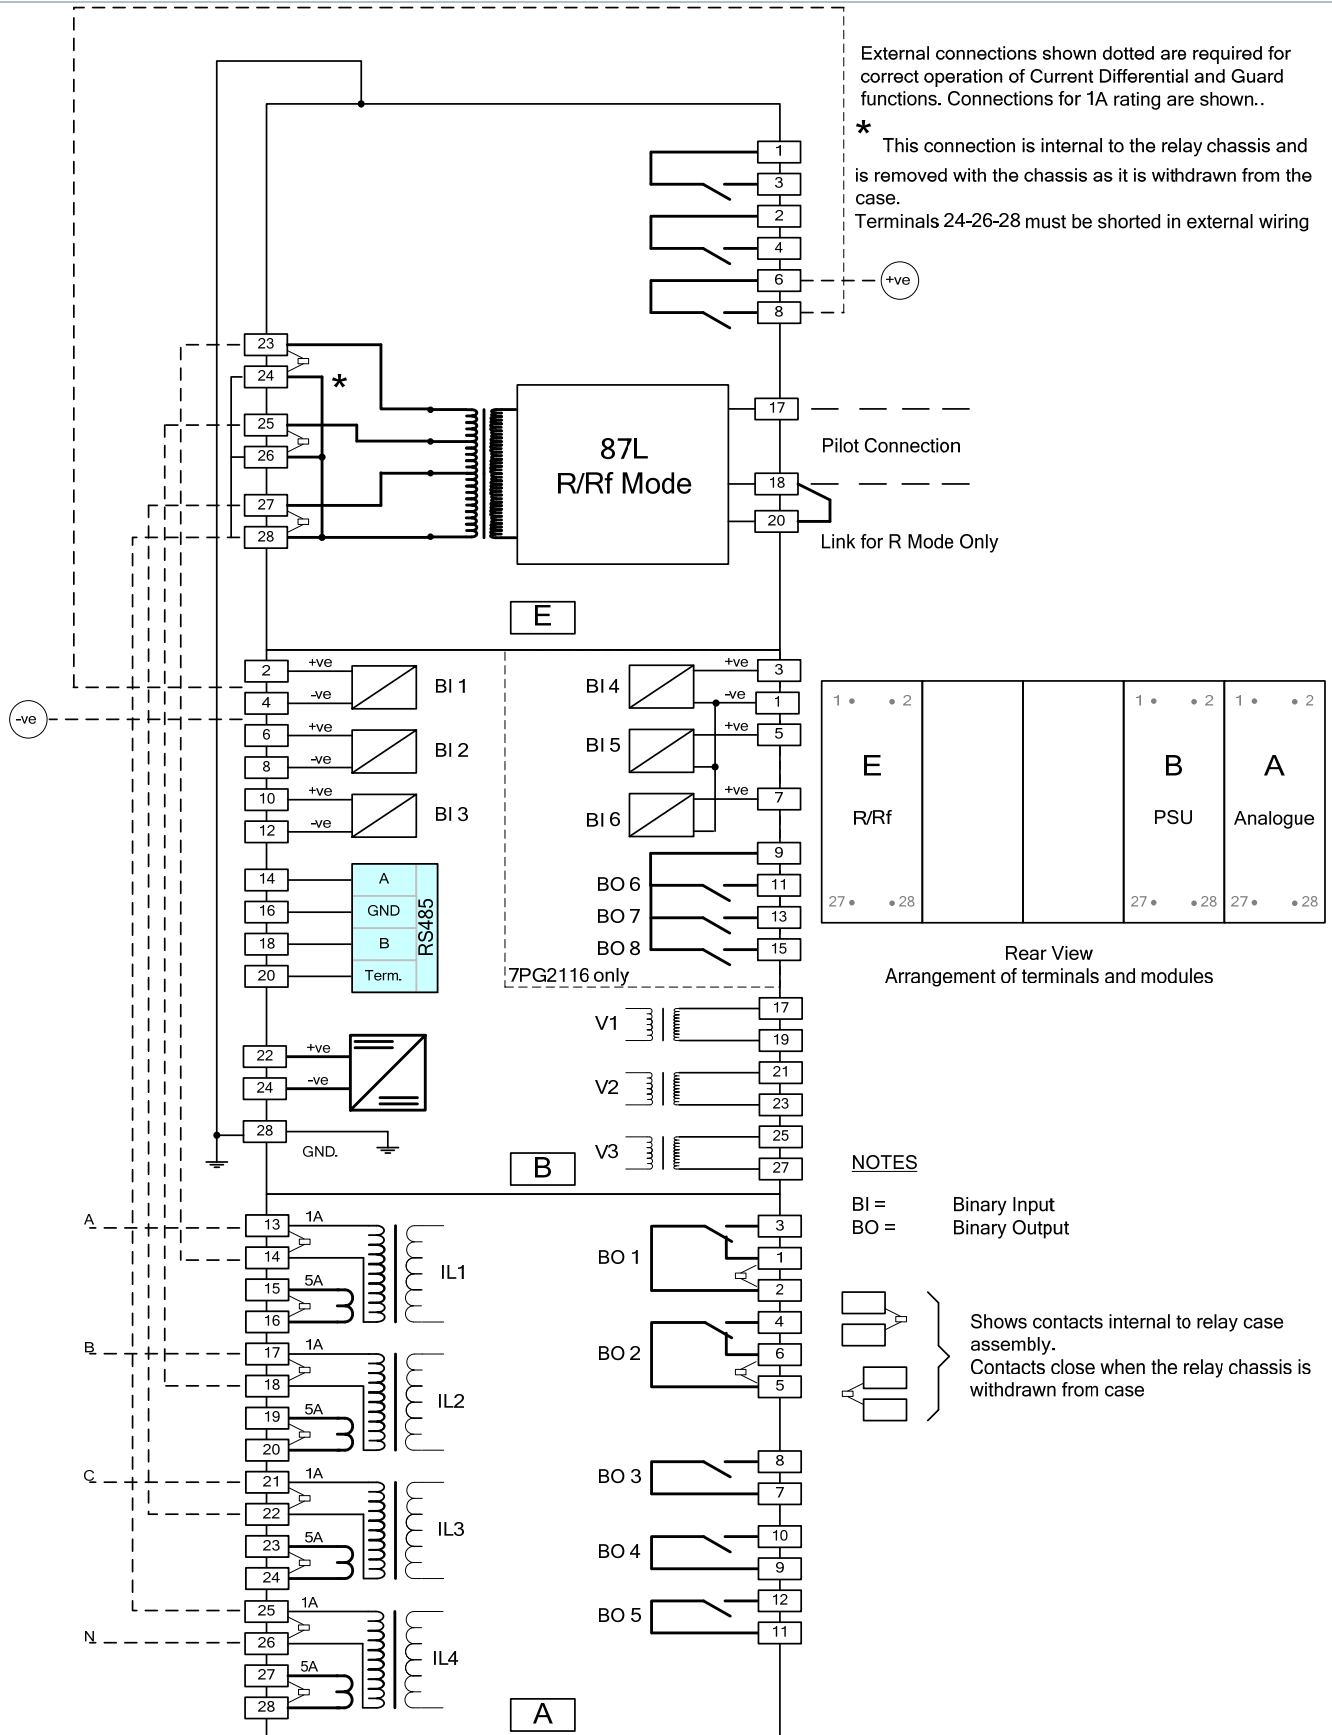 External connections shown dotted are required for
correct operation of Current Differential and Guard
functions. Connections for 1A rating are shown..
*
This connection is internal to the relay chassis and
is removed with the chassis as it is withdrawn from the
case.
Terminals 24-26-28 must be shorted in external wiring
1
3
2
4
6
+ve
8
23
24
*
25
26
27
28
87L
R/Rf Mode
17
Pilot Connection
18
20
Link for R Mode Only
E
2
+ve
BI 1
4
-ve
-ve
6
+ve
BI 2
8
-ve
10
+ve
BI 3
12
-ve
14
A
16
GND
18
B
20
Term.
RS485
BI 4
+ve
3
-ve
1
BI 5
+ve
5
BI 6
+ve
7
9
BO 6
11
BO 7
13
BO 8
15
7PG2116 only
1
2
E
R/Rf
27
28
1
2
B
PSU
27
28
1
2
A
Analogue
27
28
Rear View
Arrangement of terminals and modules
22
+ve
24
-ve
28
GND.
V1
17
19
V2
21
23
V3
25
27
B
NOTES
BI =
Binary Input
BO =
Binary Output
Shows contacts internal to relay case
assembly.
Contacts close when the relay chassis is
withdrawn from case
A
13
1A
14
IL1
15
5A
16
B
17
1A
18
IL2
19
5A
20
C
21
1A
22
IL3
23
5A
24
25
1A
N
26
IL4
27
5A
28
BO 1
3
1
2
BO 2
4
6
5
BO 3
8
7
BO 4
10
9
BO 5
12
11
A